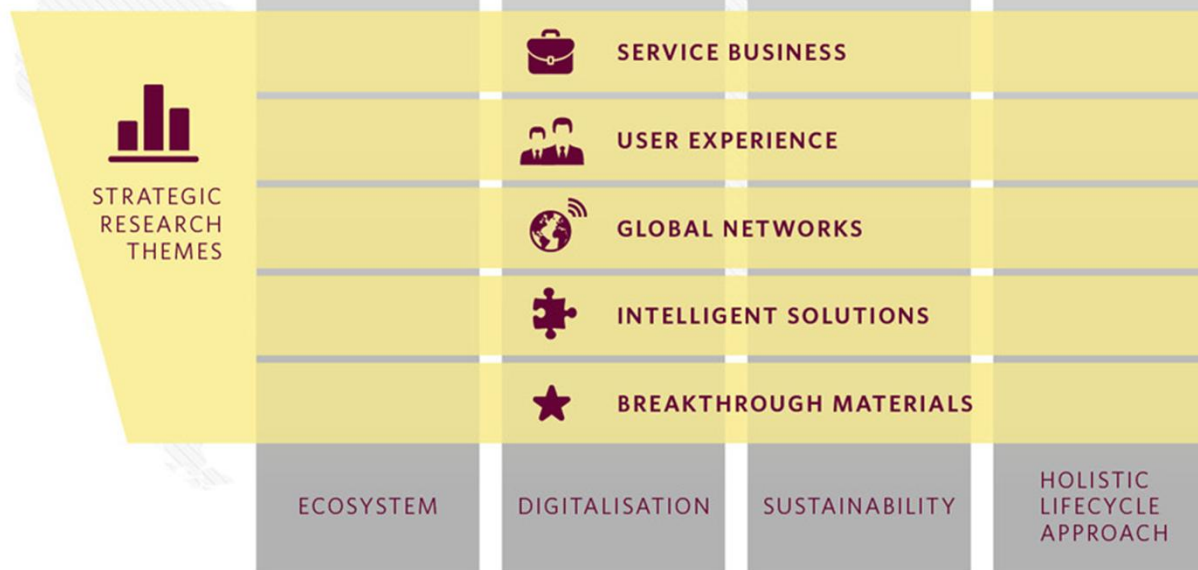 SERVICE BUSINESS
USER EXPERIENCE
STRATEGIC
RESEARCH
THEMES
GLOBAL NETWORKS
INTELLIGENT SOLUTIONS
BREAKTHROUGH MATERIALS
ECOSYSTEM
DIGITALISATION
SUSTAINABILITY
HOLISTIC
LIFECYCLE
APPROACH